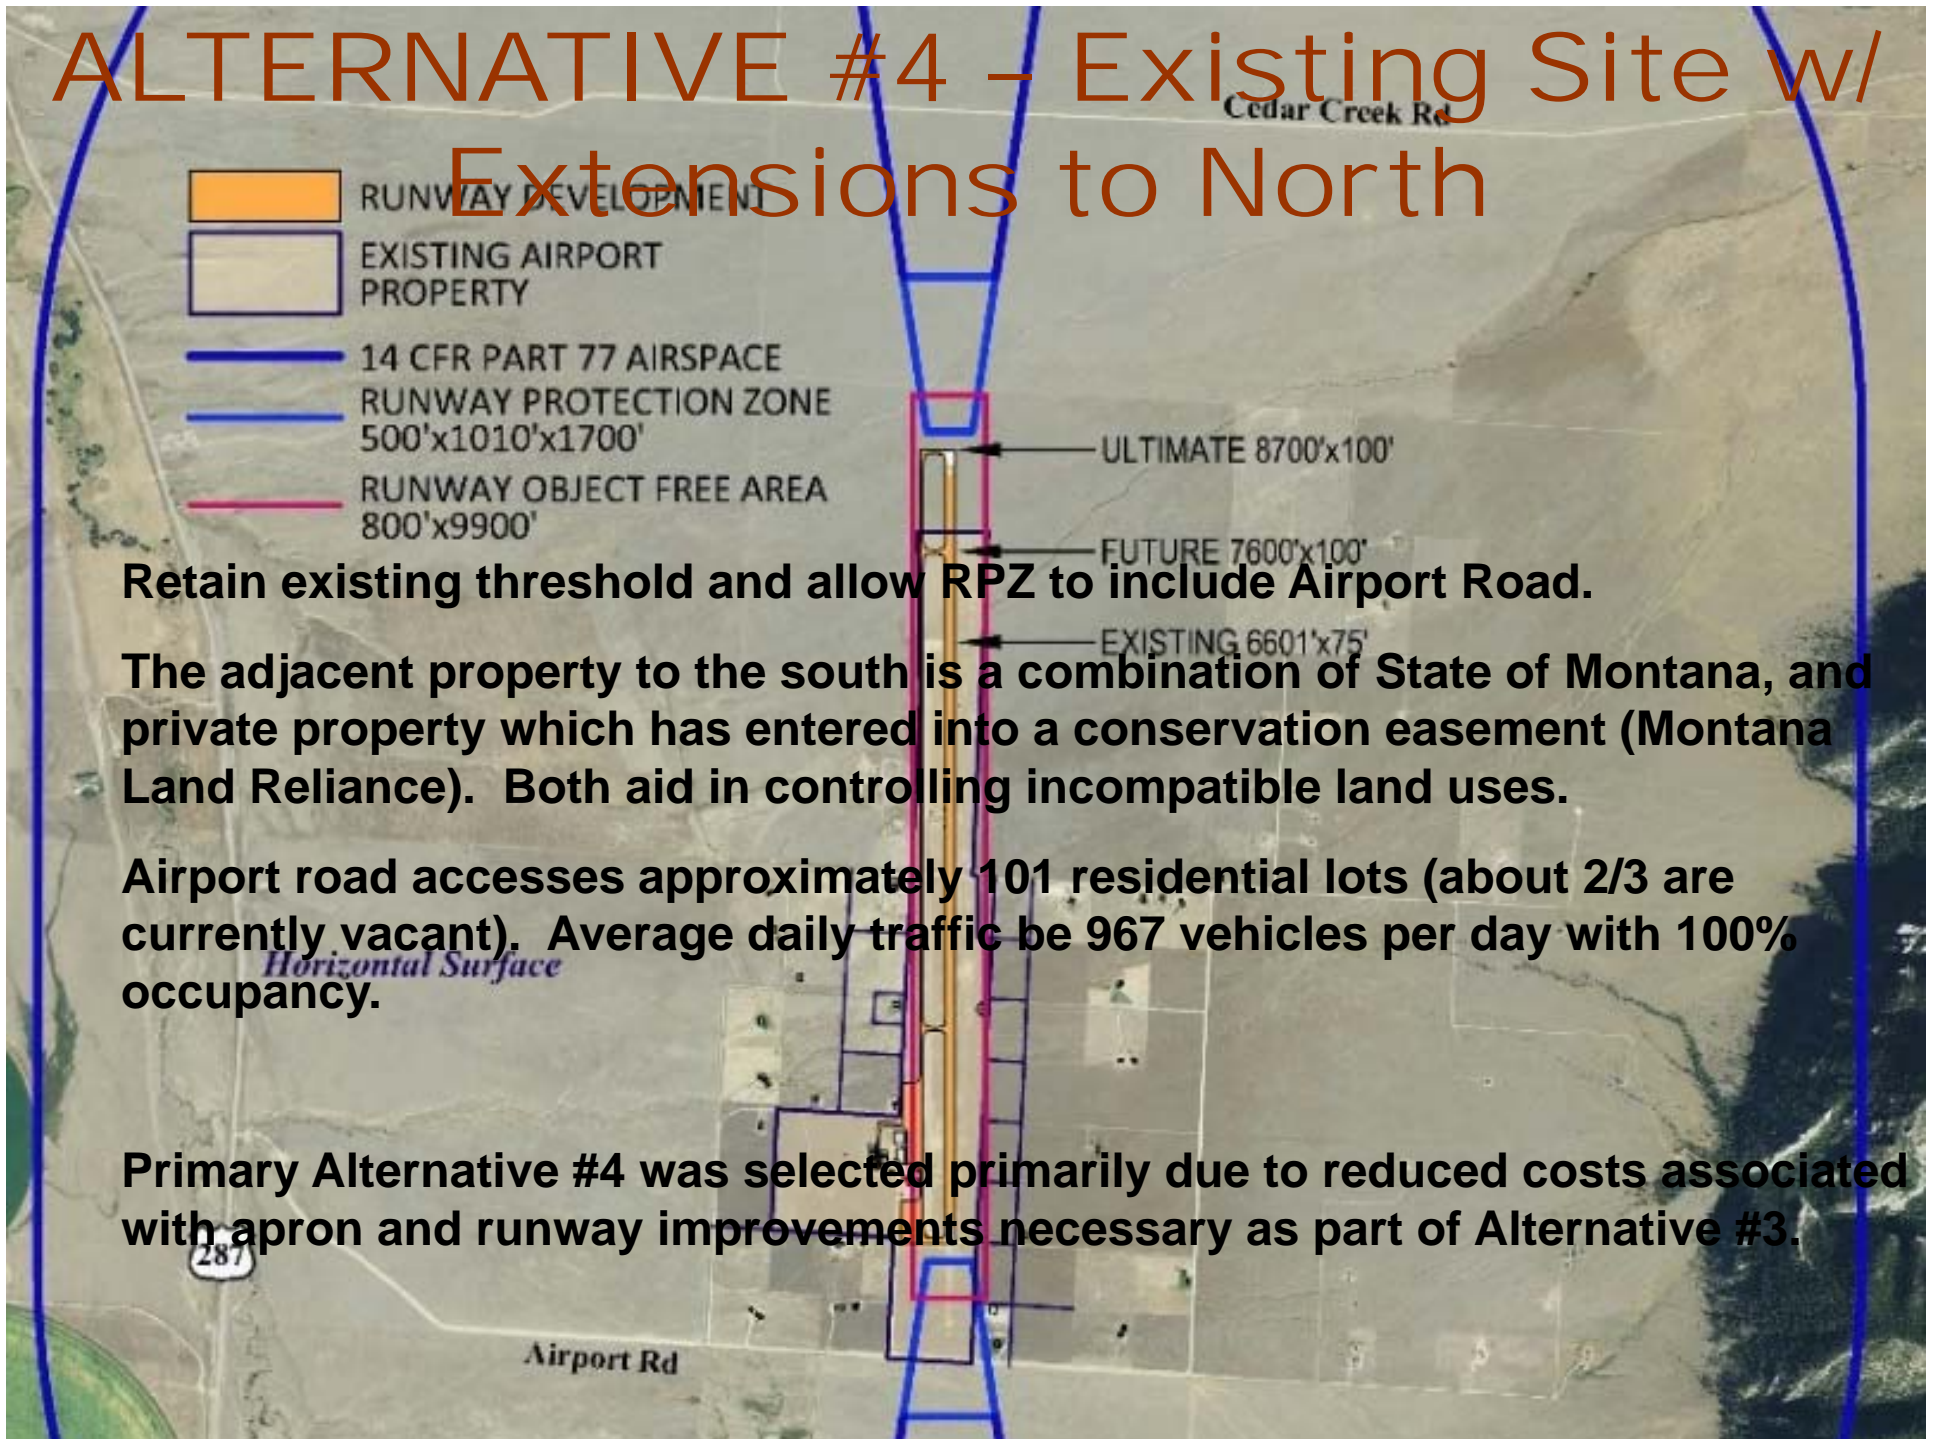 ALTERNATIVE #4 – Existing Site w/
Extensions to North
Cedar Creek Rd
RUNWAY DEVELOPMENT
EXISTING AIRPORT
PROPERTY
14 CFR PART 77 AIRSPACE
RUNWAY PROTECTION ZONE
500'x1010'x1700'
RUNWAY OBJECT FREE AREA
800'x9900'
ULTIMATE 8700'x100'
FUTURE 7600'x100'
Retain existing threshold and allow RPZ to include Airport Road.
EXISTING 6601'x75'
The adjacent property to the south is a combination of State of Montana, and
private property which has entered into a conservation easement (Montana
Land Reliance).  Both aid in controlling incompatible land uses.
Airport road accesses approximately 101 residential lots (about 2/3 are
currently vacant).  Average daily traffic be 967 vehicles per day with 100%
occupancy.
Horizontal Surface
Primary Alternative #4 was selected primarily due to reduced costs associated
with apron and runway improvements necessary as part of Alternative #3.
287
Airport Rd